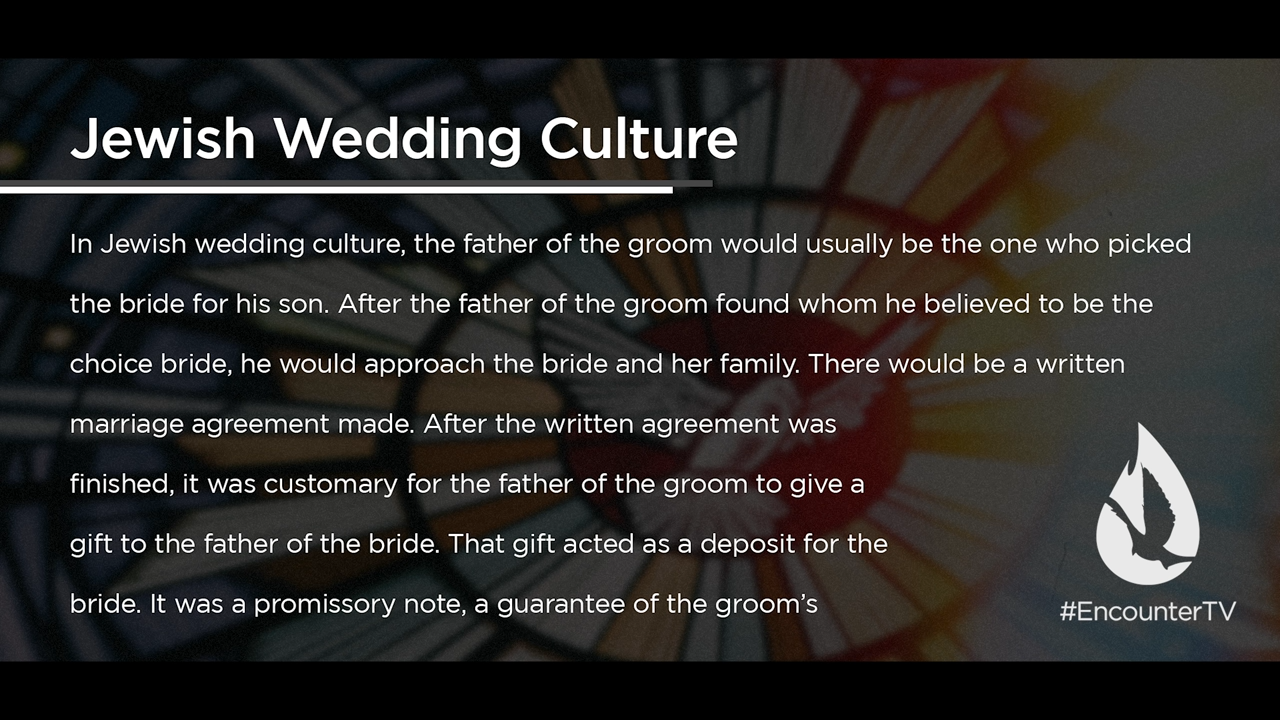 Jewish Wedding Culture
In Jewish wedding culture, the father of the groom would usually be the one who picked
the bride for his son. After the father of the groom found whom he believed to be the
choice bride, he would approach the bride and her family. There would be a written
marriage agreement made. After the written agreement was
finished, it was customary for the father of the groom to give a
gift to the father of the bride. That gift acted as a deposit for the
bride. It was a promissory note, a guarantee of the groom’s
#EncounterTV